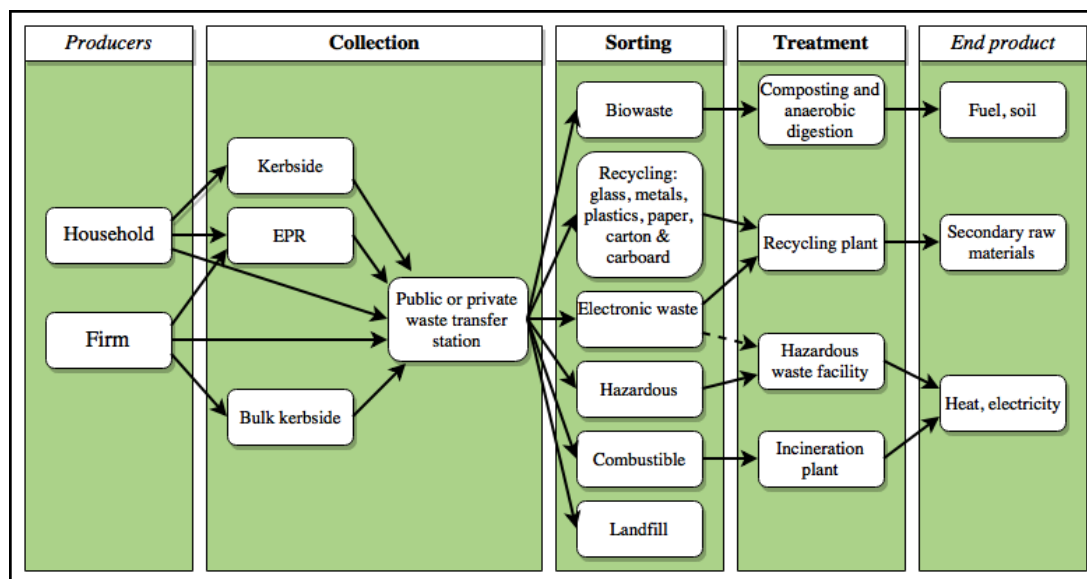 Producers
Collection
Sorting
Treatment
End product
Household
Firm
Kerbside
EPR
Bulk kerbside
Public or private
waste transfer
station
Biowaste
Recycling:
glass, metals,
plastics, paper,
carton &
carboard
Electronic waste
Hazardous
Combustible
Landfill
Composting and
anaerobic
digestion
Recycling plant
Hazardous
waste facility
Incineration
plant
Fuel, soil
Secondary raw
materials
Heat, electricity